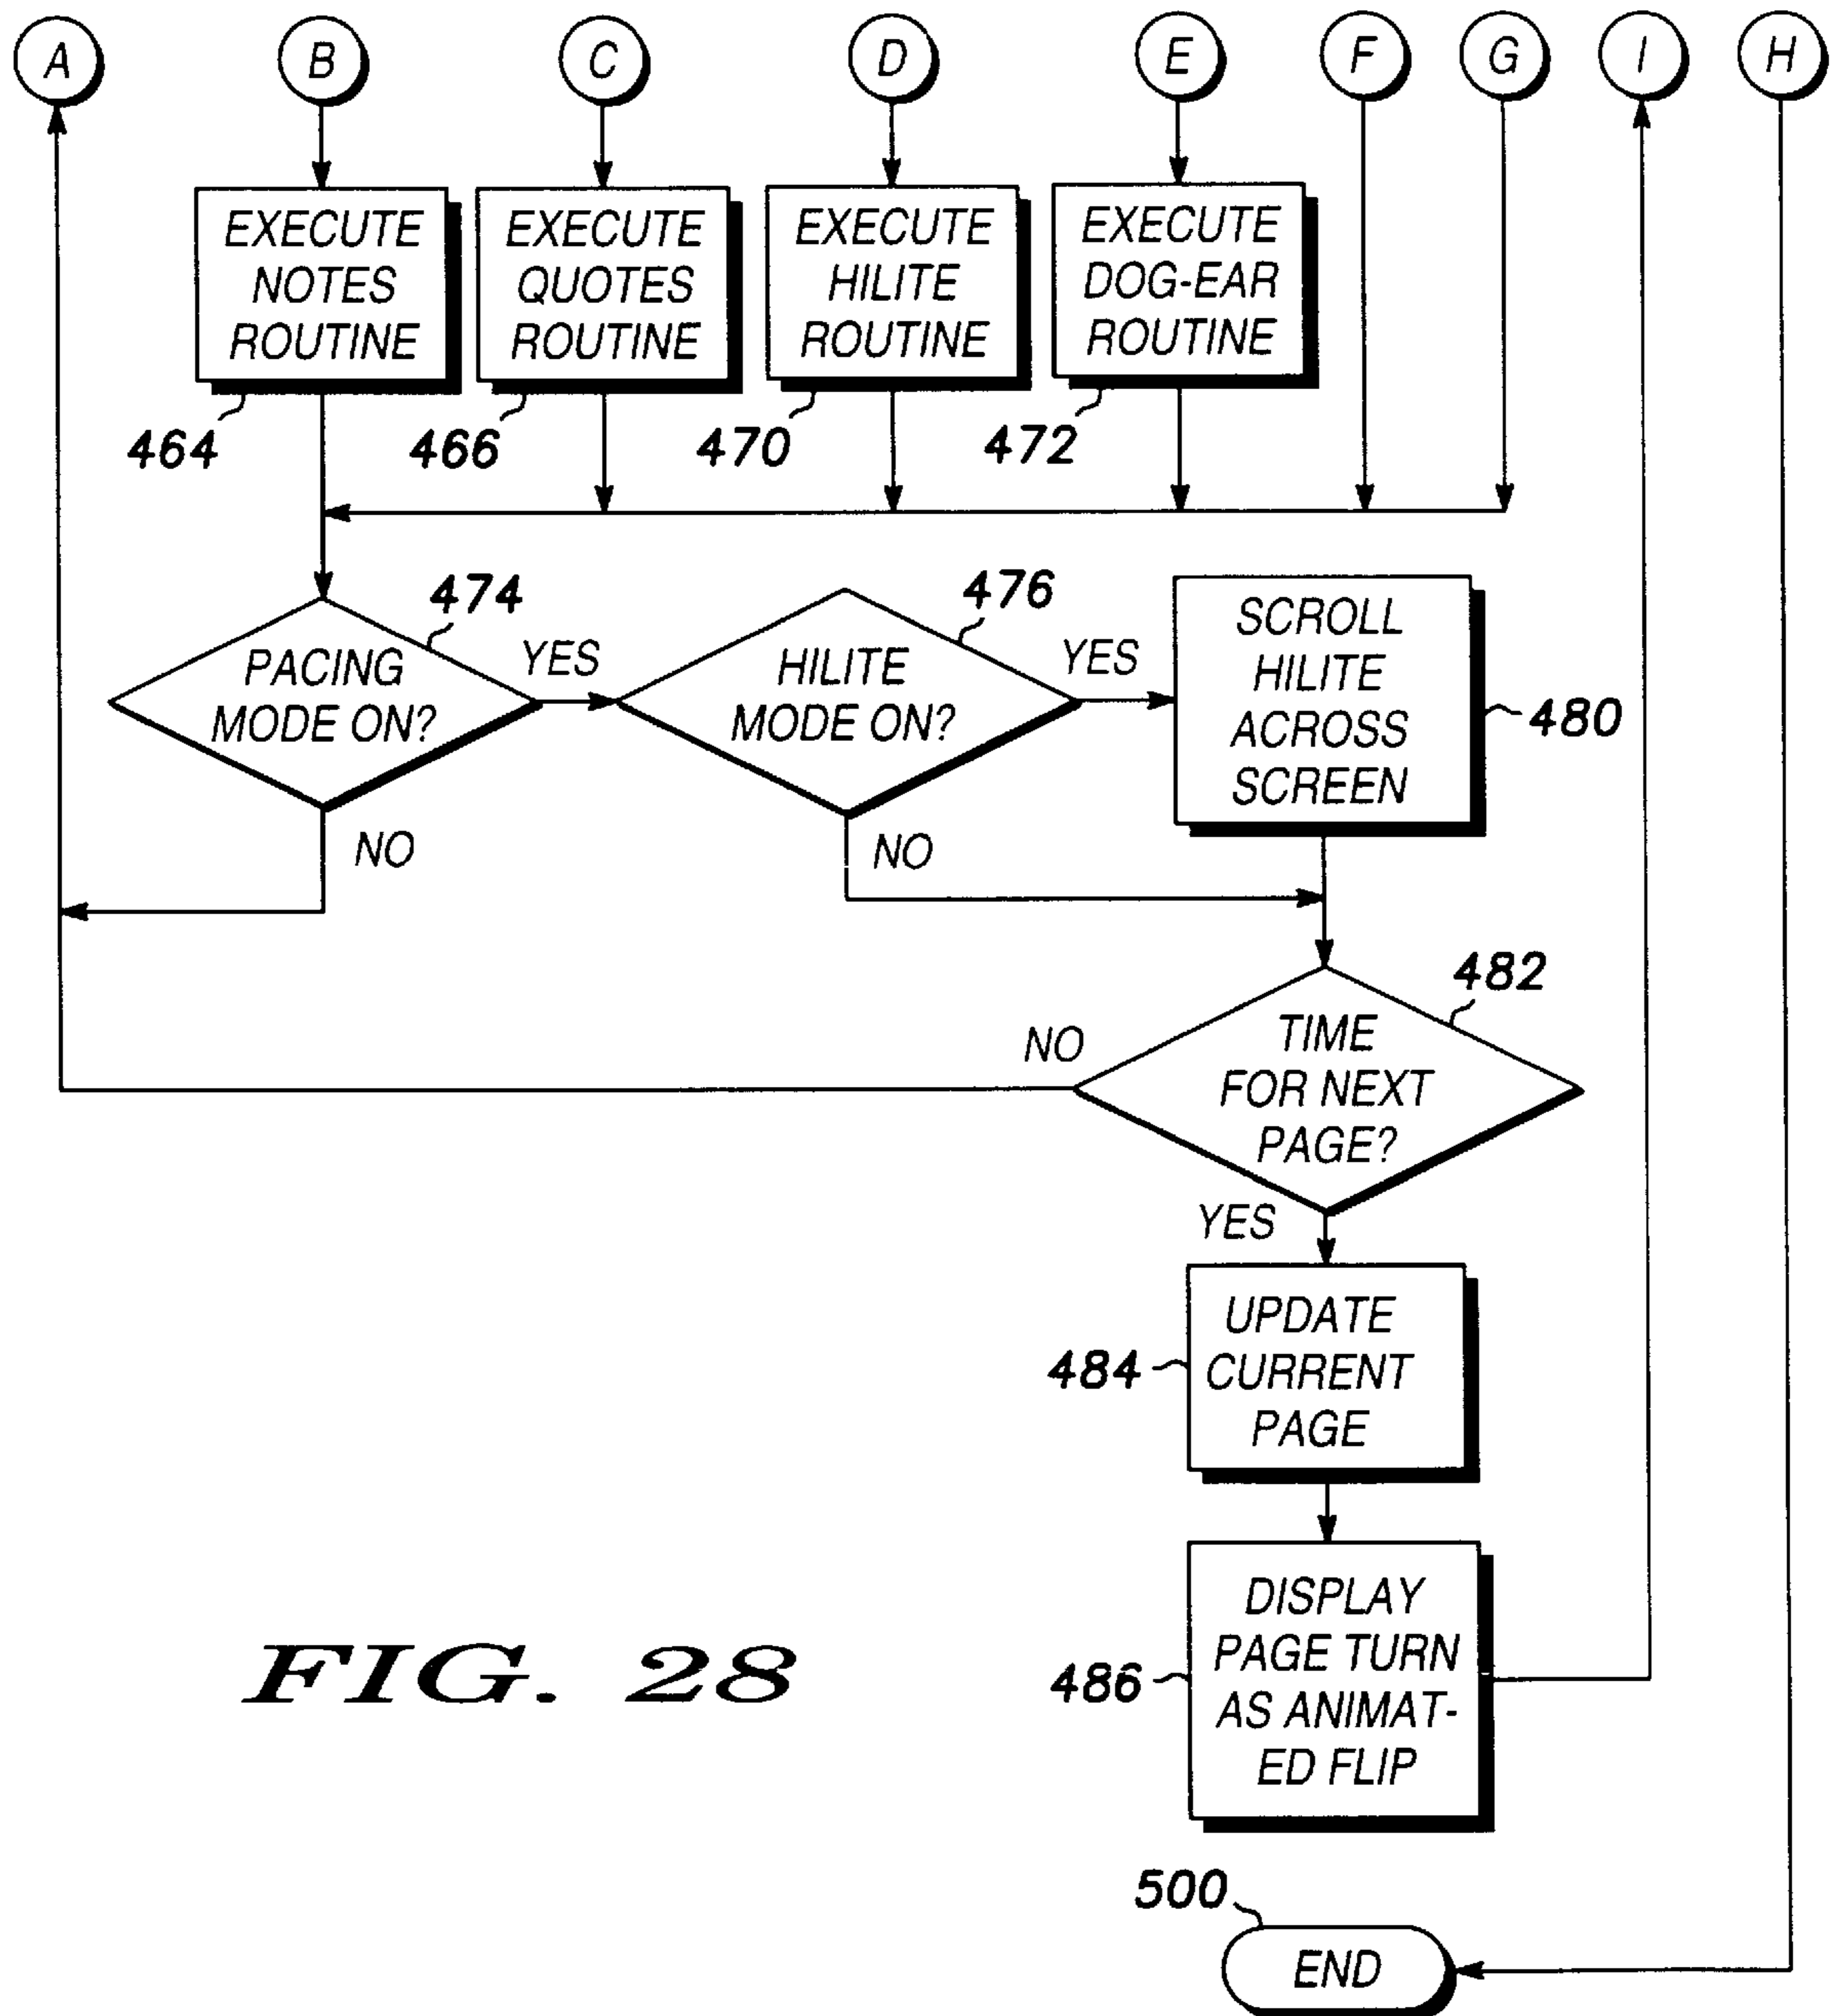 A B C D E F G I H
EXECUTE
NOTES
ROUTINE
464
EXECUTE
QUOTES
ROUTINE
466
EXECUTE
HILITE
ROUTINE
470
EXECUTE
DOG-EAR
ROUTINE
472
PACING
MODE ON?
474
YES
NO
HILITE
MODE ON?
476
YES
NO
SCROLL
HILITE
ACROSS
SCREEN
480
TIME
FOR NEXT
PAGE?
482
NO
YES
UPDATE
CURRENT
PAGE
484
DISPLAY
PAGE TURN
AS ANIMAT-
ED FLIP
486
500
END
FIG. 28